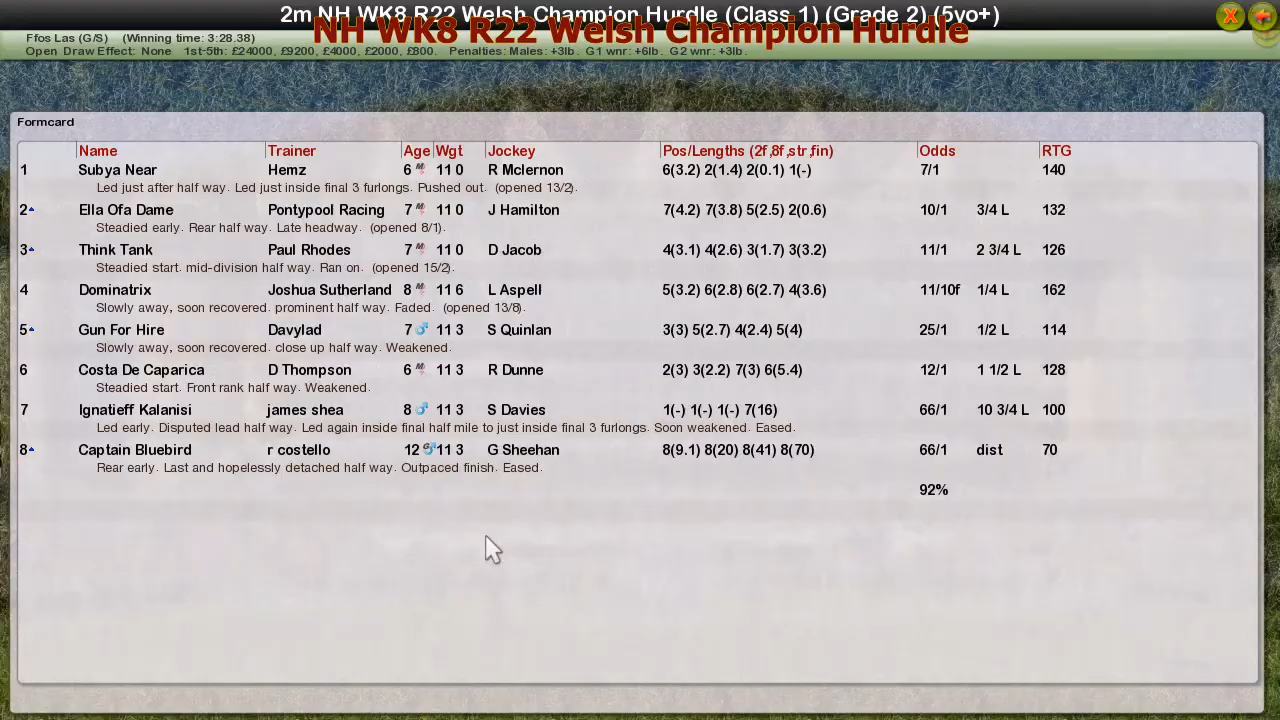 2m NH WK8 R22 Welsh Champion Hurdle (Class 1) (Grade 2) (5yo+)
NH WK8 R22 Welsh Champion Hurdle
Ffos Las (G/S) (Winning time: 3:28.38)
Open Draw Effect: None 1st-5th: £24000, £9200, £4000, £2000, £800. Penalties: Males: +3lb. G1 wnr: +6lb. G2 wnr: +3lb.
X
Formcard
Name Trainer Age Wgt Jockey Pos/Lengths (2f,8f,str,fin) Odds RTG
1 Subya Near Hemz 6 M 11 0 R Mclernon 6(3.2) 2(1.4) 2(0.1) 1(-) 7/1 140
Led just after half way. Led just inside final 3 furlongs. Pushed out. (opened 13/2).
2 Ella Ofa Dame Pontypool Racing 7 M 11 0 J Hamilton 7(4.2) 7(3.8) 5(2.5) 2(0.6) 10/1 3/4 L 132
Steadied early. Rear half way. Late headway. (opened 8/1).
3 Think Tank Paul Rhodes 7 M 11 0 D Jacob 4(3.1) 4(2.6) 3(1.7) 3(3.2) 11/1 2 3/4 L 126
Steadied start. mid-division half way. Ran on. (opened 15/2).
4 Dominatrix Joshua Sutherland 8 M 11 6 L Aspell 5(3.2) 6(2.8) 6(2.7) 4(3.6) 11/10f 1/4 L 162
Slowly away, soon recovered. prominent half way. Faded. (opened 13/8).
5 Gun For Hire Davylad 7 ♂ 11 3 S Quinlan 3(3) 5(2.7) 4(2.4) 5(4) 25/1 1/2 L 114
Slowly away, soon recovered. close up half way. Weakened.
6 Costa De Caparica D Thompson 6 M 11 3 R Dunne 2(3) 3(2.2) 7(3) 6(5.4) 12/1 1 1/2 L 128
Steadied start. Front rank half way. Weakened.
7 Ignatieff Kalanisi james shea 8 ♂ 11 3 S Davies 1(-) 1(-) 1(-) 7(16) 66/1 10 3/4 L 100
Led early. Disputed lead half way. Led again inside final half mile to just inside final 3 furlongs. Soon weakened. Eased.
8 Captain Bluebird r costello 12 G♂ 11 3 G Sheehan 8(9.1) 8(20) 8(41) 8(70) 66/1 dist 70
Rear early. Last and hopelessly detached half way. Outpaced finish. Eased.
92%